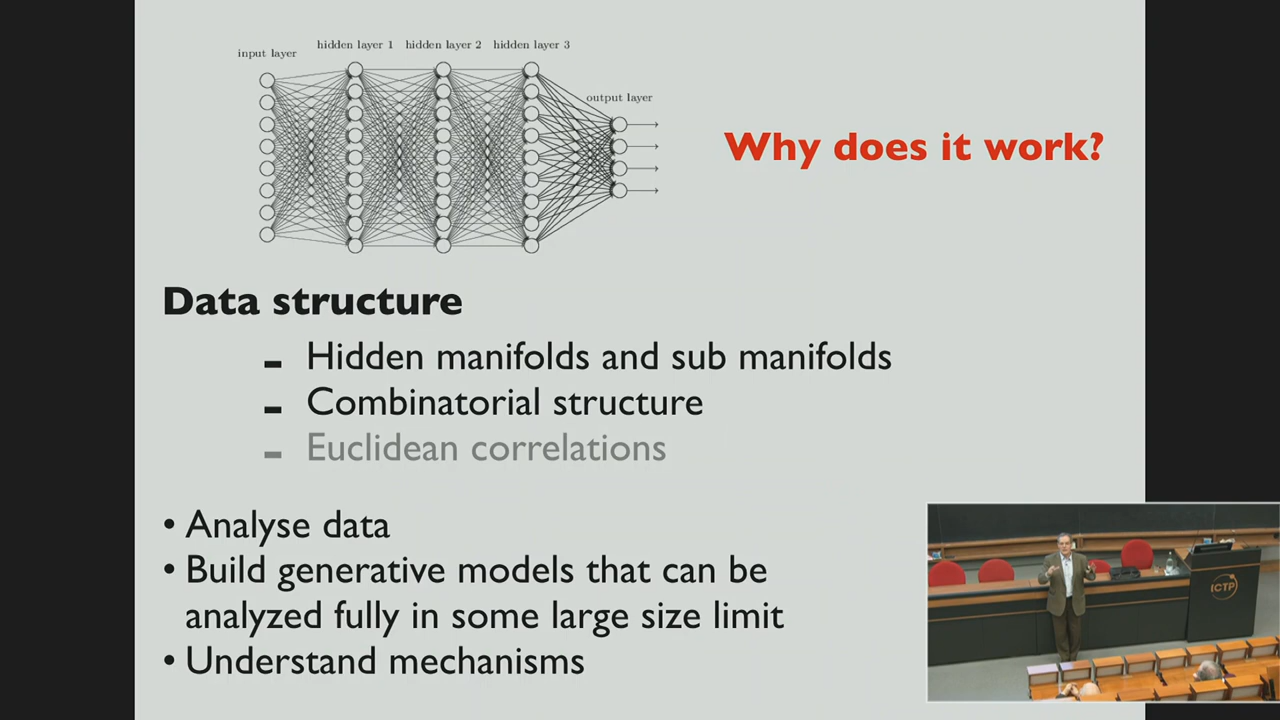 input layer
hidden layer 1 hidden layer 2 hidden layer 3
output layer
Why does it work?
Data structure
- Hidden manifolds and sub manifolds
- Combinatorial structure
- Euclidean correlations
• Analyse data
• Build generative models that can be
analyzed fully in some large size limit
• Understand mechanisms
ICTP